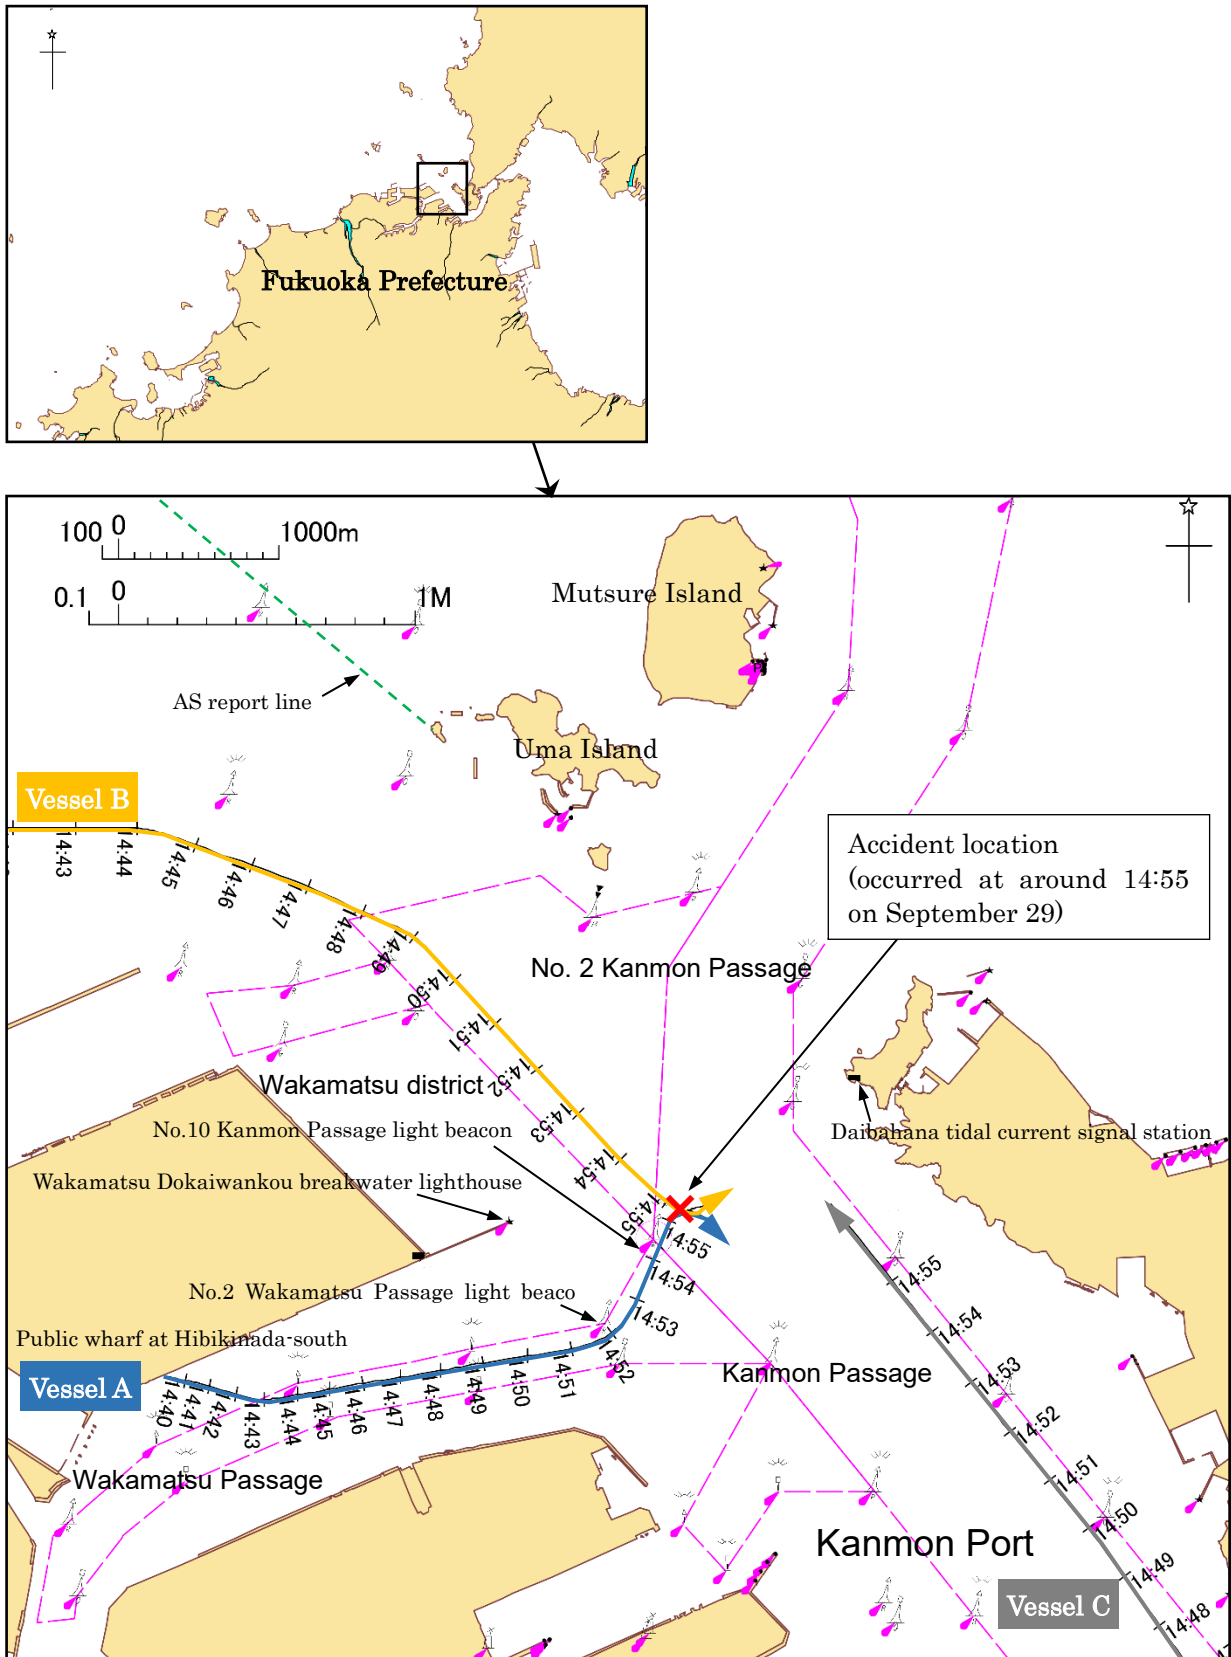 Fukuoka Prefecture
100 0 1000m
0.1 0 1M
Mutsure Island
AS report line
Uma Island
Vessel B
14:43
14:44
14:45
14:46
14:47
14:48
14:49
14:50
14:51
14:52
14:53
14:54
14:55
Accident location
(occurred at around 14:55
on September 29)
No. 2 Kanmon Passage
Wakamatsu district
No.10 Kanmon Passage light beacon
Daibahana tidal current signal station
Wakamatsu Dokaiwankou breakwater lighthouse
No.2 Wakamatsu Passage light beaco
Public wharf at Hibikinada-south
Vessel A
14:40
14:41
14:42
14:43
14:44
14:45
14:46
14:47
14:48
14:49
14:50
14:51
14:52
14:53
14:54
14:55
Kanmon Passage
Wakamatsu Passage
Kanmon Port
Vessel C
14:55
14:54
14:53
14:52
14:51
14:50
14:49
14:48